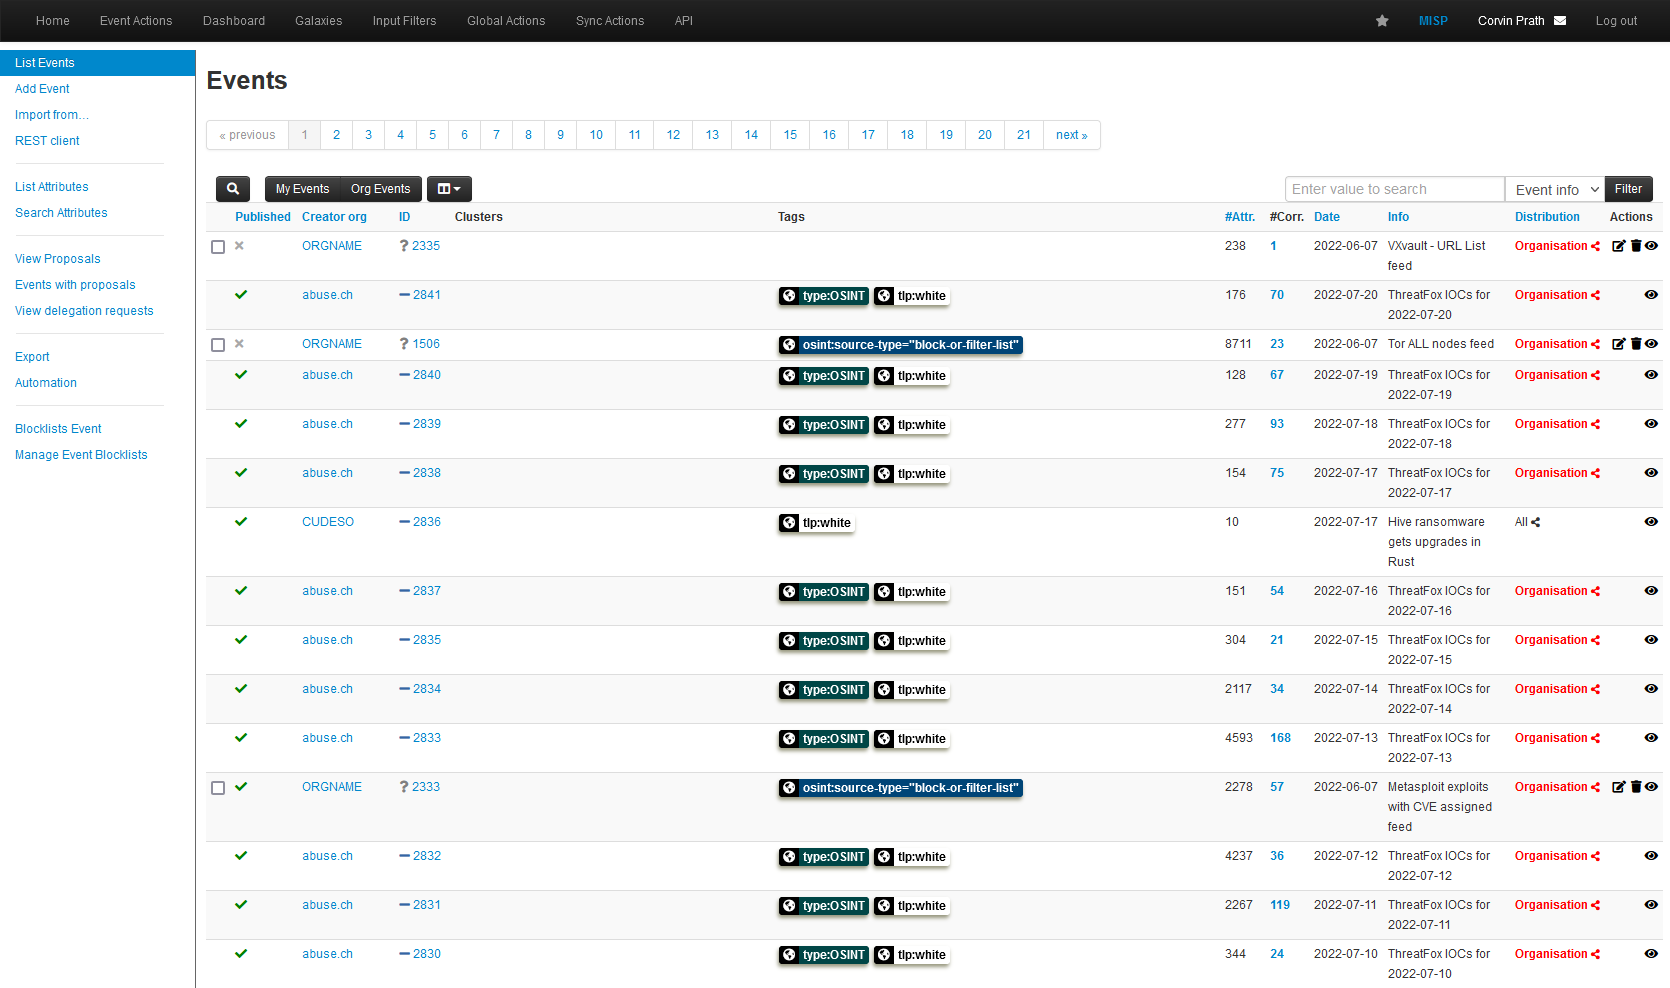 Home Event Actions Dashboard Galaxies Input Filters Global Actions Sync Actions API MISP Corvin Prath Log out
List Events
Add Event
Import from...
REST client
List Attributes
Search Attributes
View Proposals
Events with proposals
View delegation requests
Export
Automation
Blocklists Event
Manage Event Blocklists
Events
« previous 1 2 3 4 5 6 7 8 9 10 11 12 13 14 15 16 17 18 19 20 21 next »
My Events Org Events Enter value to search Event info Filter
Published Creator org ID Clusters Tags #Attr. #Corr. Date Info Distribution Actions
ORGNAME ? 2335 238 1 2022-06-07 VXvault - URL List Organisation
feed
abuse.ch 2841 type:OSINT tlp:white 176 70 2022-07-20 ThreatFox IOCs for Organisation
2022-07-20
ORGNAME ? 1506 osint:source-type="block-or-filter-list" 8711 23 2022-06-07 Tor ALL nodes feed Organisation
abuse.ch 2840 type:OSINT tlp:white 128 67 2022-07-19 ThreatFox IOCs for Organisation
2022-07-19
abuse.ch 2839 type:OSINT tlp:white 277 93 2022-07-18 ThreatFox IOCs for Organisation
2022-07-18
abuse.ch 2838 type:OSINT tlp:white 154 75 2022-07-17 ThreatFox IOCs for Organisation
2022-07-17
CUDESO 2836 tlp:white 10 2022-07-17 Hive ransomware All
gets upgrades in
Rust
abuse.ch 2837 type:OSINT tlp:white 151 54 2022-07-16 ThreatFox IOCs for Organisation
2022-07-16
abuse.ch 2835 type:OSINT tlp:white 304 21 2022-07-15 ThreatFox IOCs for Organisation
2022-07-15
abuse.ch 2834 type:OSINT tlp:white 2117 34 2022-07-14 ThreatFox IOCs for Organisation
2022-07-14
abuse.ch 2833 type:OSINT tlp:white 4593 168 2022-07-13 ThreatFox IOCs for Organisation
2022-07-13
ORGNAME ? 2333 osint:source-type="block-or-filter-list" 2278 57 2022-06-07 Metasploit exploits Organisation
with CVE assigned
feed
abuse.ch 2832 type:OSINT tlp:white 4237 36 2022-07-12 ThreatFox IOCs for Organisation
2022-07-12
abuse.ch 2831 type:OSINT tlp:white 2267 119 2022-07-11 ThreatFox IOCs for Organisation
2022-07-11
abuse.ch 2830 type:OSINT tlp:white 344 24 2022-07-10 ThreatFox IOCs for Organisation
2022-07-10